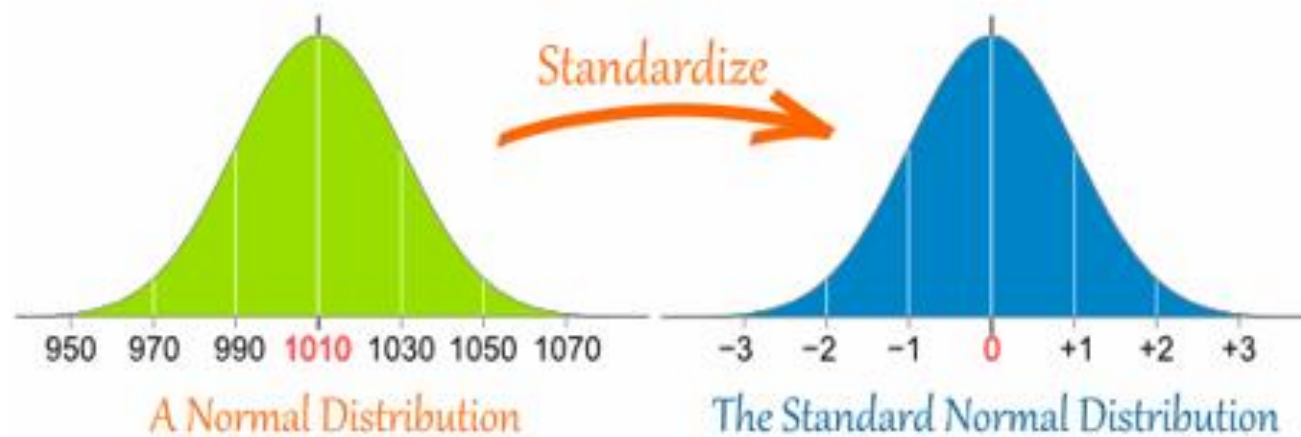 Standardize
950 970 990 1010 1030 1050 1070
−3 −2 −1 0 +1 +2 +3
A Normal Distribution
The Standard Normal Distribution